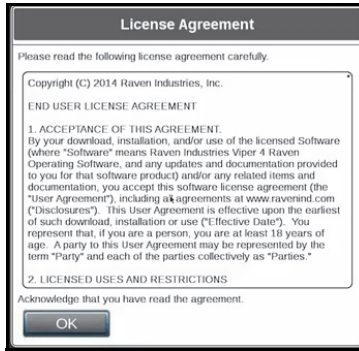 License Agreement
Please read the following license agreement carefully.
Copyright (C) 2014 Raven Industries, Inc.
END USER LICENSE AGREEMENT
1. ACCEPTANCE OF THIS AGREEMENT.
By your download, installation, and/or use of the licensed Software
(where "Software" means Raven Industries Viper 4 Raven
Operating Software, and any updates and documentation provided
to you for that software product) and/or any related items and
documentation, you accept this software license agreement (the
"User Agreement"), including all agreements at www.ravenind.com
("Disclosures"). This User Agreement is effective upon the earliest
of such download, installation or use ("Effective Date"). You
represent that, if you are a person, you are at least 18 years of
age. A party to this User Agreement may be represented by the
term "Party" and each of the parties collectively as "Parties."
2. LICENSED USES AND RESTRICTIONS
Acknowledge that you have read the agreement.
OK